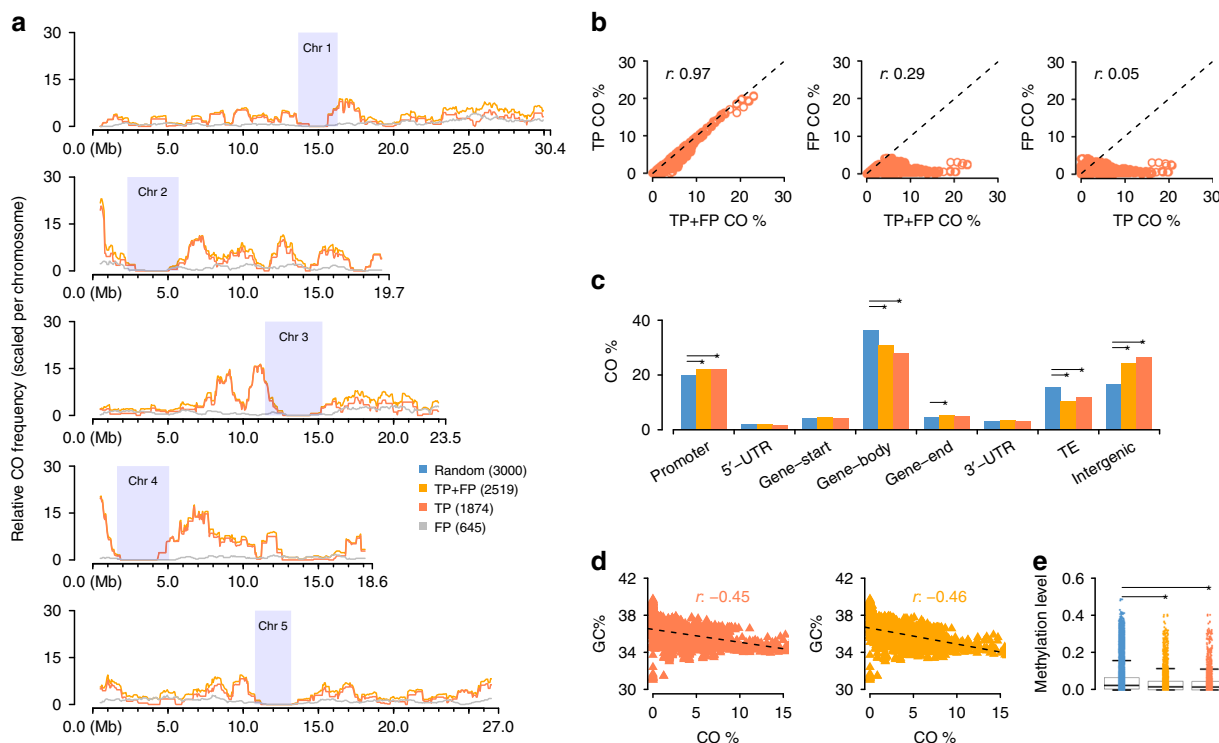 a
Relative CO frequency (scaled per chromosome)
30
15
0
Chr 1
0.0 (Mb) 5.0 10.0 15.0 20.0 25.0 30.4
30
15
0
Chr 2
0.0 (Mb) 5.0 10.0 15.0 19.7
30
15
0
Chr 3
0.0 (Mb) 5.0 10.0 15.0 20.0 23.5
30
15
0
Chr 4
0.0 (Mb) 5.0 10.0 15.0 18.6
Random (3000)
TP+FP (2519)
TP (1874)
FP (645)
30
15
0
Chr 5
0.0 (Mb) 5.0 10.0 15.0 20.0 27.0
b
TP CO %
30
20
10
0
r: 0.97
0 10 20 30
TP+FP CO %
FP CO %
30
20
10
0
r: 0.29
0 10 20 30
TP+FP CO %
FP CO %
30
20
10
0
r: 0.05
0 10 20 30
TP CO %
c
CO %
40
20
0
* * * * * * * * *
Promoter 5′–UTR Gene–start Gene–body Gene–end 3′–UTR TE Intergenic
d
GC%
42
38
34
30
r: −0.45
0 5 10 15
CO %
GC%
42
38
34
30
r: −0.46
0 5 10 15
CO %
e
Methylation level
0.6
0.4
0.2
0.0
* *